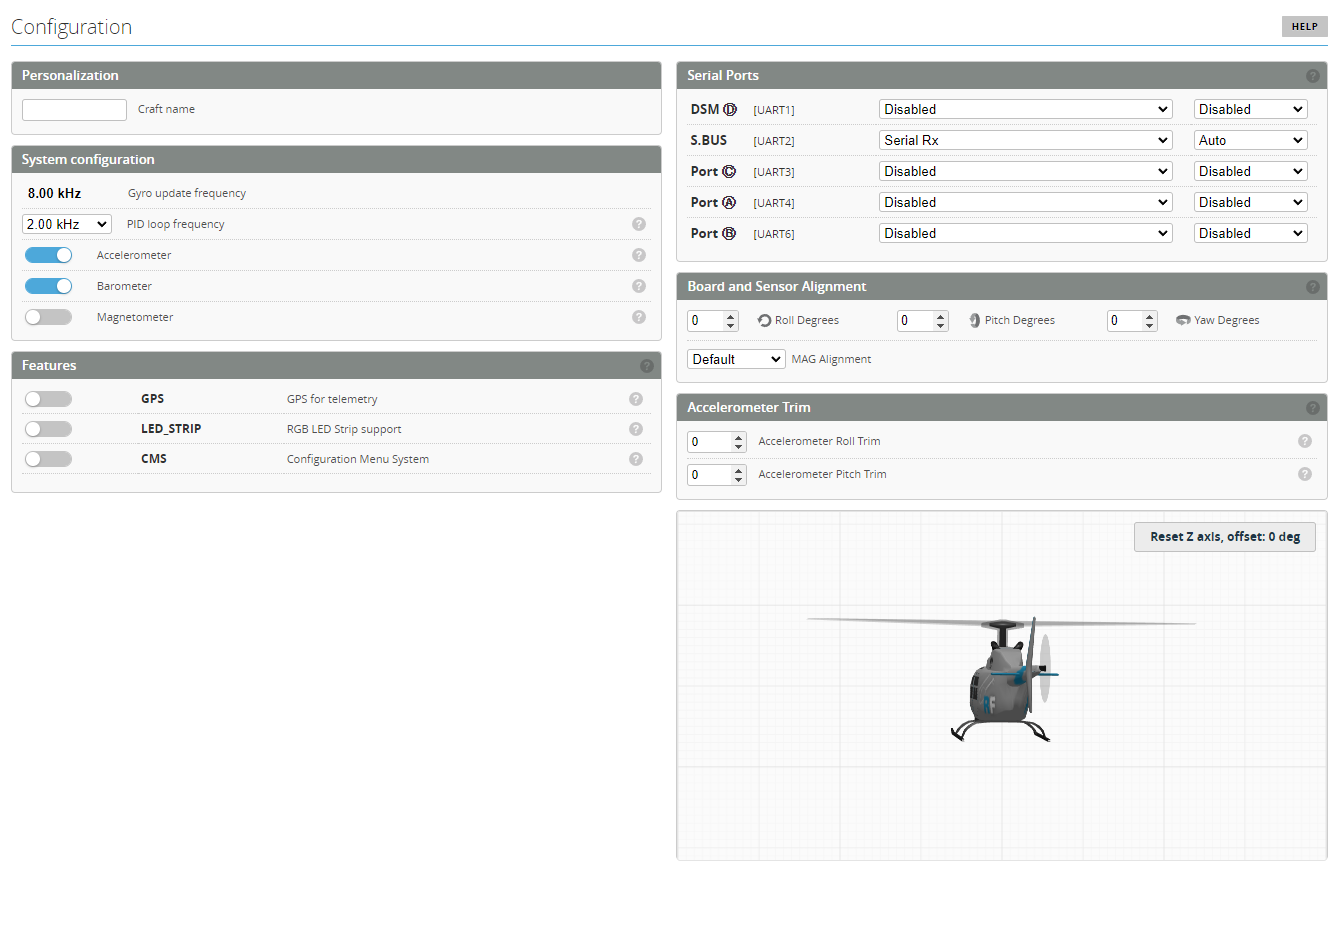 Configuration
HELP
Personalization
Craft name
System configuration
8.00 kHz Gyro update frequency
2.00 kHz PID loop frequency ?
Accelerometer ?
Barometer ?
Magnetometer ?
Features ?
GPS GPS for telemetry ?
LED_STRIP RGB LED Strip support ?
CMS Configuration Menu System ?
Serial Ports ?
DSM D [UART1] Disabled Disabled
S.BUS [UART2] Serial Rx Auto
Port C [UART3] Disabled Disabled
Port A [UART4] Disabled Disabled
Port B [UART6] Disabled Disabled
Board and Sensor Alignment ?
0 Roll Degrees 0 Pitch Degrees 0 Yaw Degrees
Default MAG Alignment
Accelerometer Trim ?
0 Accelerometer Roll Trim ?
0 Accelerometer Pitch Trim ?
Reset Z axis, offset: 0 deg